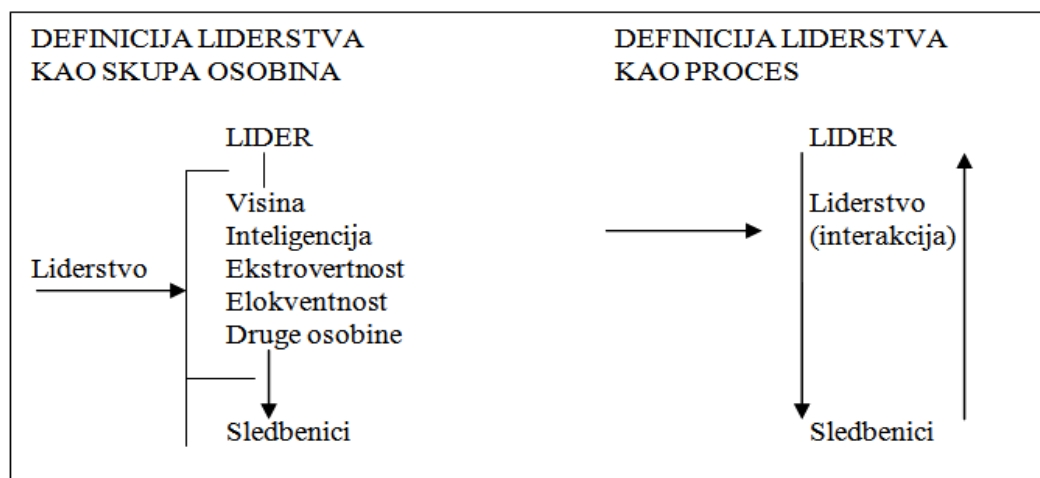 DEFINICIJA LIDERSTVA
KAO SKUPA OSOBINA
LIDER
Visina
Inteligencija
Liderstvo
Ekstrovertnost
Elokventnost
Druge osobine
Sledbenici
DEFINICIJA LIDERSTVA
KAO PROCES
LIDER
Liderstvo
(interakcija)
Sledbenici